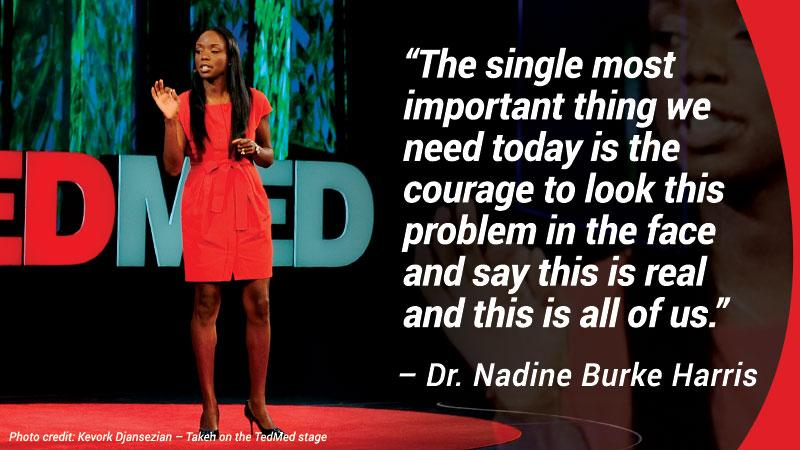 EDMED
“The single most
important thing we
need today is the
courage to look this
problem in the face
and say this is real
and this is all of us.”
– Dr. Nadine Burke Harris
Photo credit: Kevork Djansezian – Taken on the TedMed stage